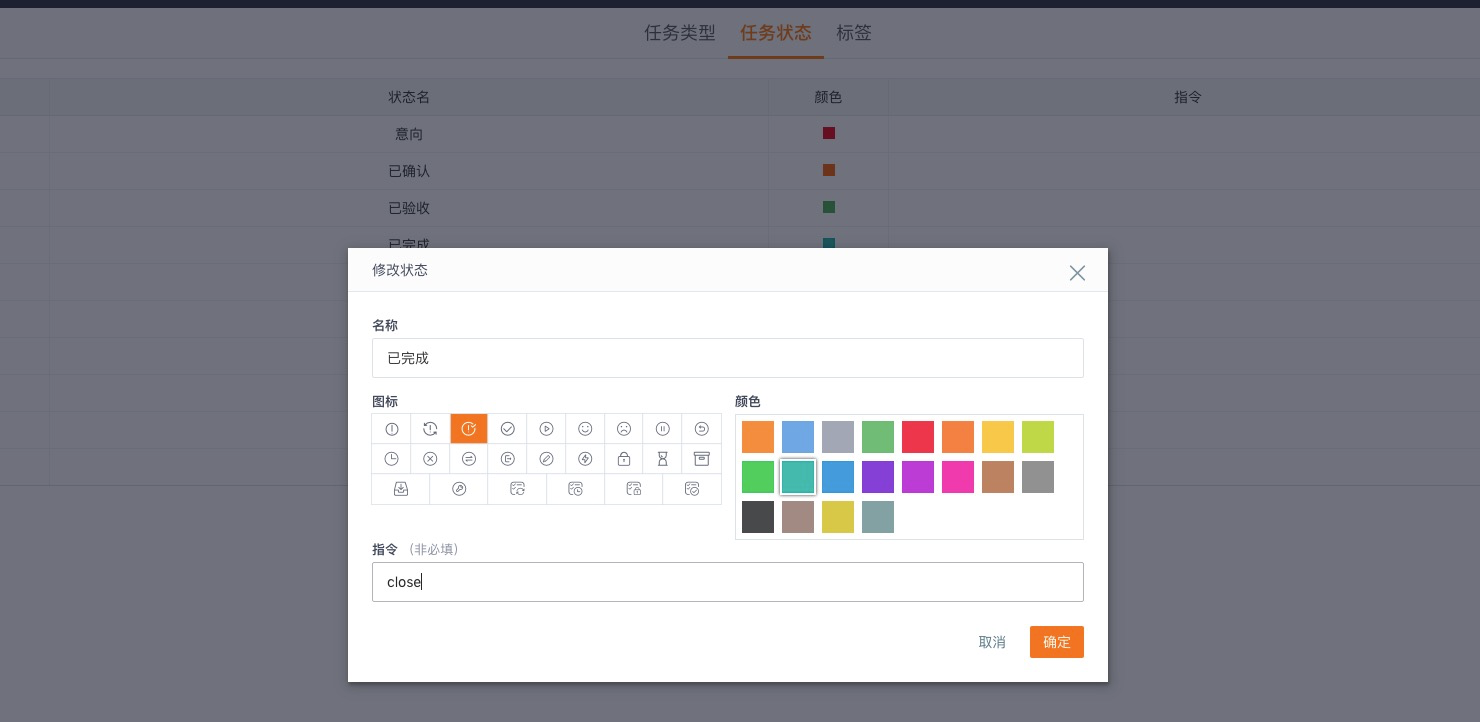 任务类型 任务状态 标签
状态名 颜色 指令
意向
已确认
已验收
已完成
修改状态
名称
已完成
图标 颜色
指令 (非必填)
close
取消 确定